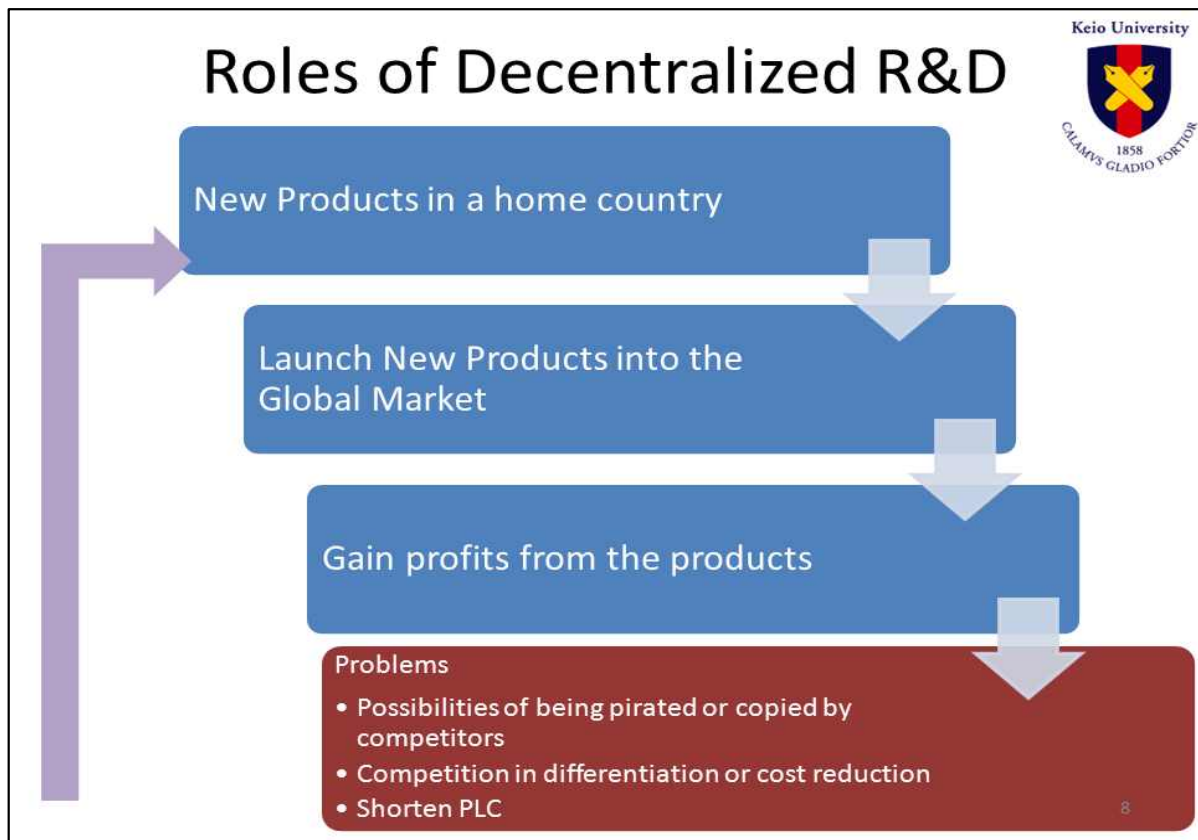 Keio University
Roles of Decentralized R&D
1858
CALAMVS GLADIO FORTIOR
New Products in a home country
Launch New Products into the
Global Market
Gain profits from the products
Problems
• Possibilities of being pirated or copied by
competitors
• Competition in differentiation or cost reduction
• Shorten PLC
8